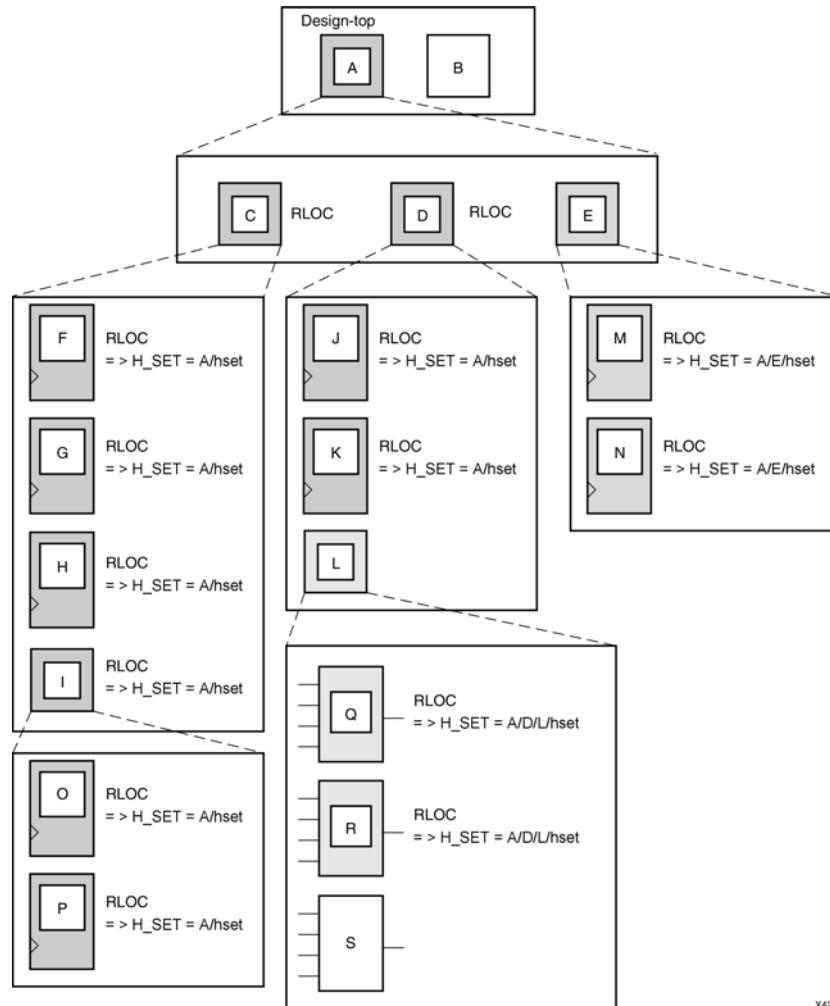 Design-top
A
B
C
RLOC
D
RLOC
E
F
RLOC
= > H_SET = A/hset
G
RLOC
= > H_SET = A/hset
H
RLOC
= > H_SET = A/hset
I
RLOC
= > H_SET = A/hset
J
RLOC
= > H_SET = A/hset
K
RLOC
= > H_SET = A/hset
L
M
RLOC
= > H_SET = A/E/hset
N
RLOC
= > H_SET = A/E/hset
O
RLOC
= > H_SET = A/hset
P
RLOC
= > H_SET = A/hset
Q
RLOC
= > H_SET = A/D/L/hset
R
RLOC
= > H_SET = A/D/L/hset
S